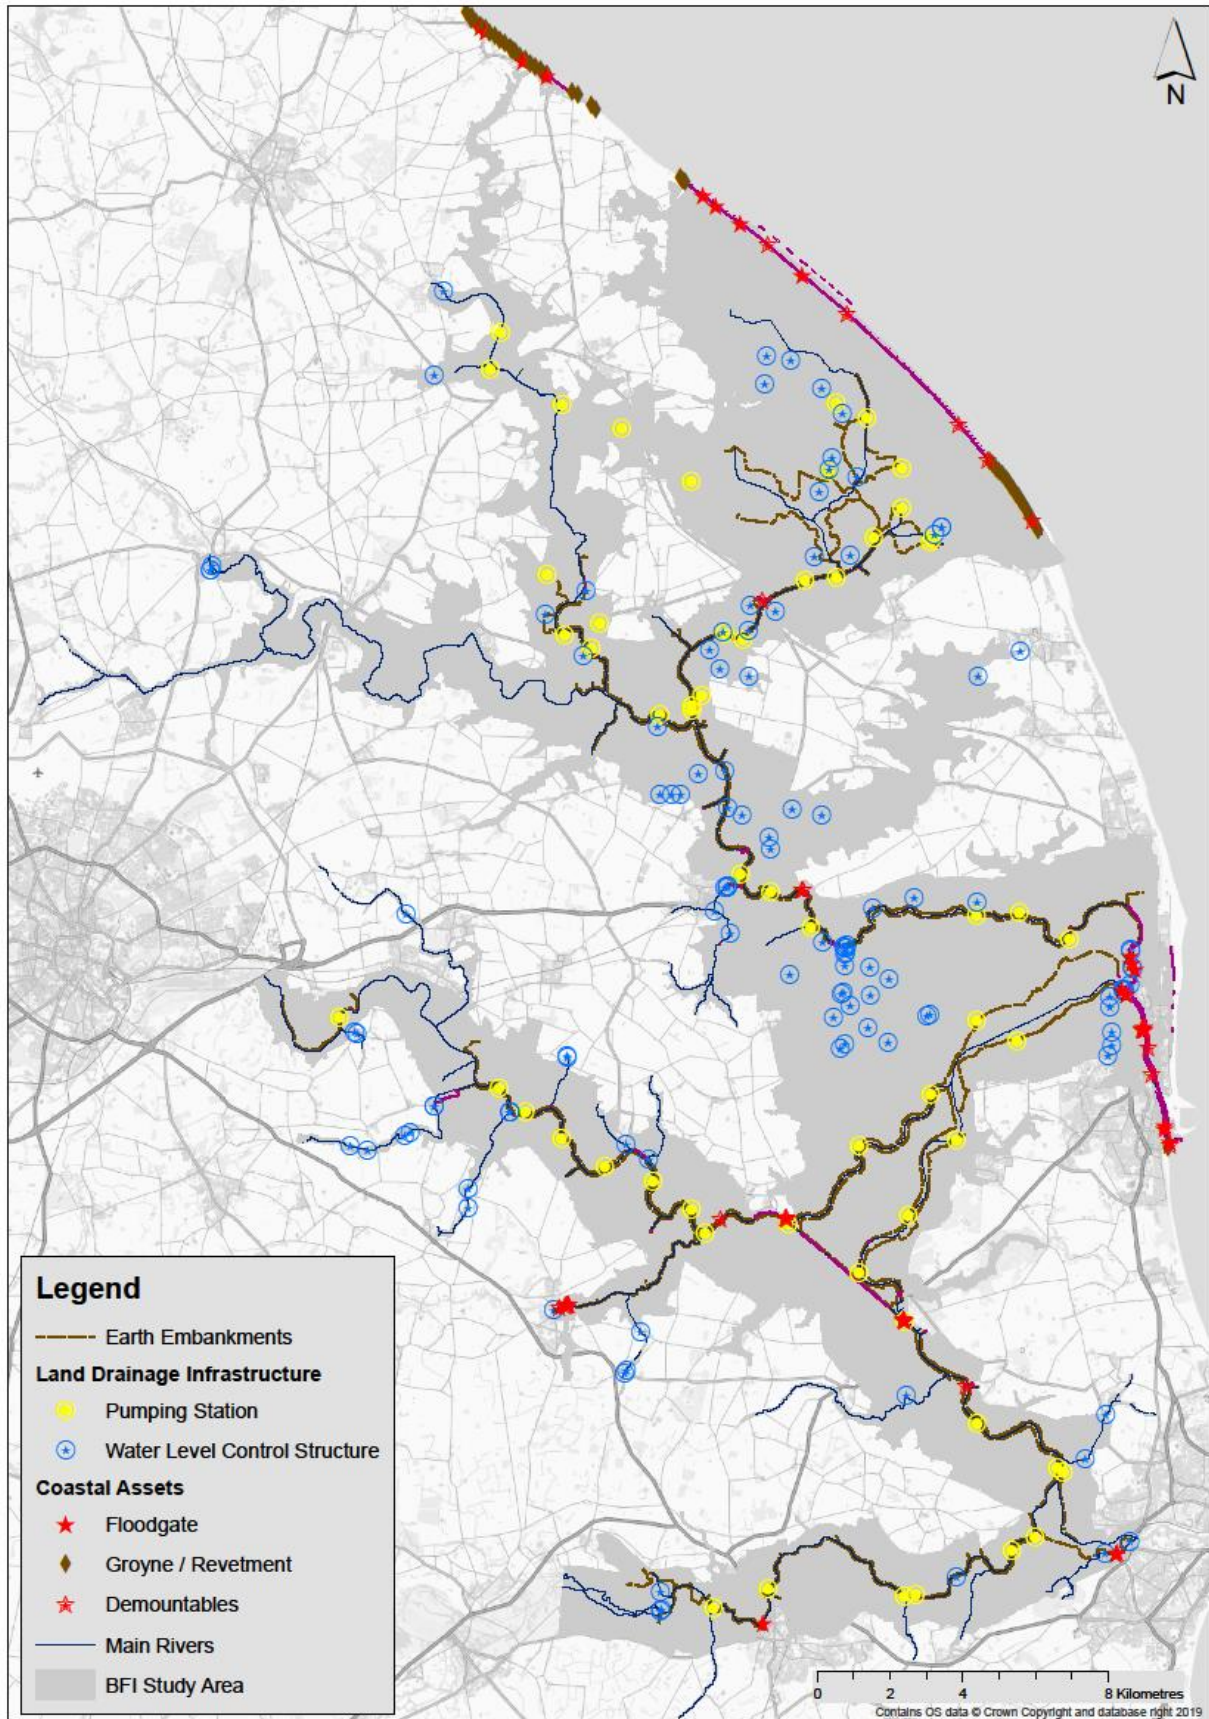 N
Legend
Earth Embankments
Land Drainage Infrastructure
Pumping Station
Water Level Control Structure
Coastal Assets
Floodgate
Groyne / Revetment
Demountables
Main Rivers
BFI Study Area
0 2 4 8 Kilometres
Contains OS data © Crown Copyright and database right 2019